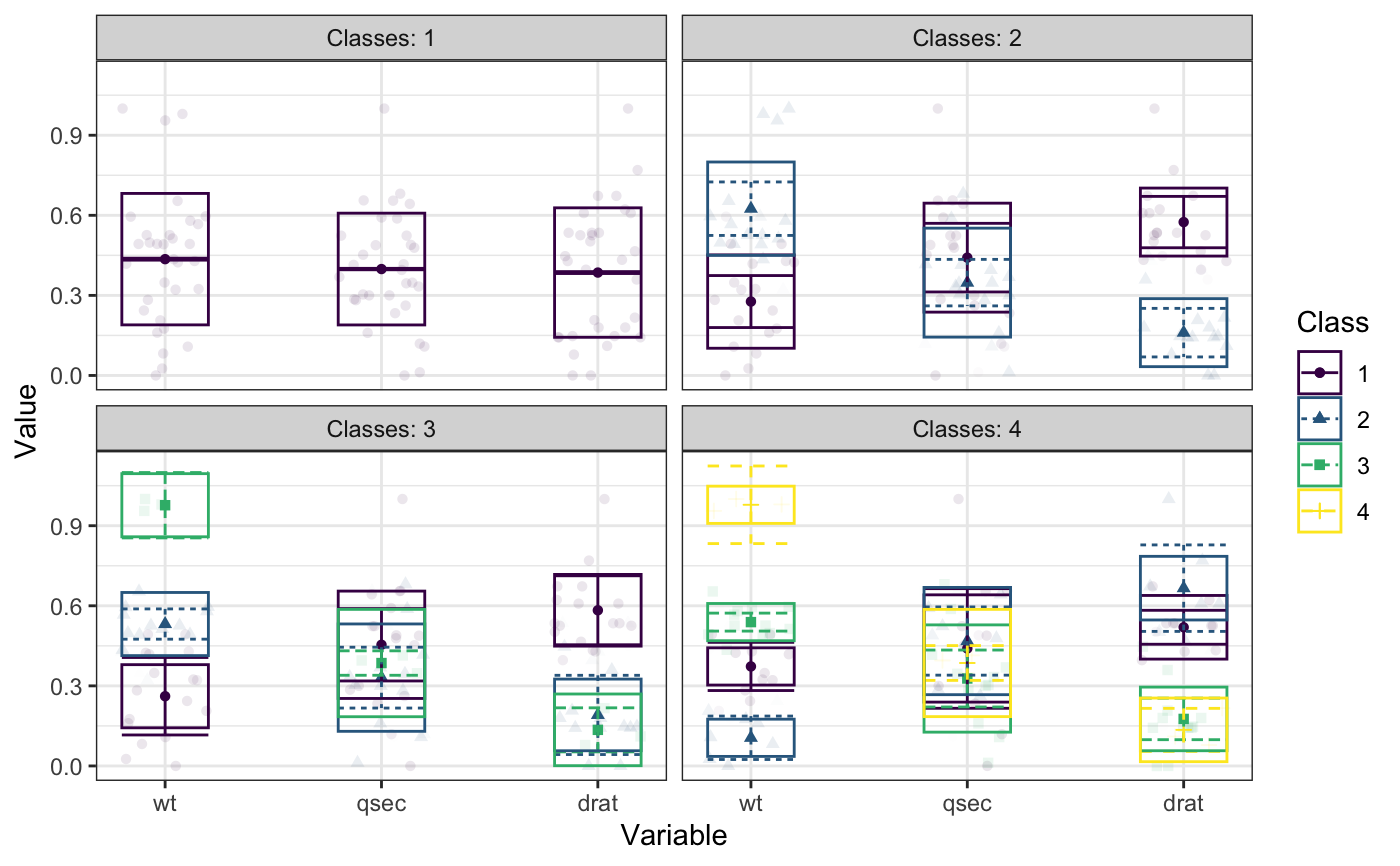 Classes: 1
Classes: 2
0.9
0.6
0.3
0.0
Classes: 3
Classes: 4
0.9
0.6
0.3
0.0
wt qsec drat
wt qsec drat
Variable
Value
Class
1
2
3
4